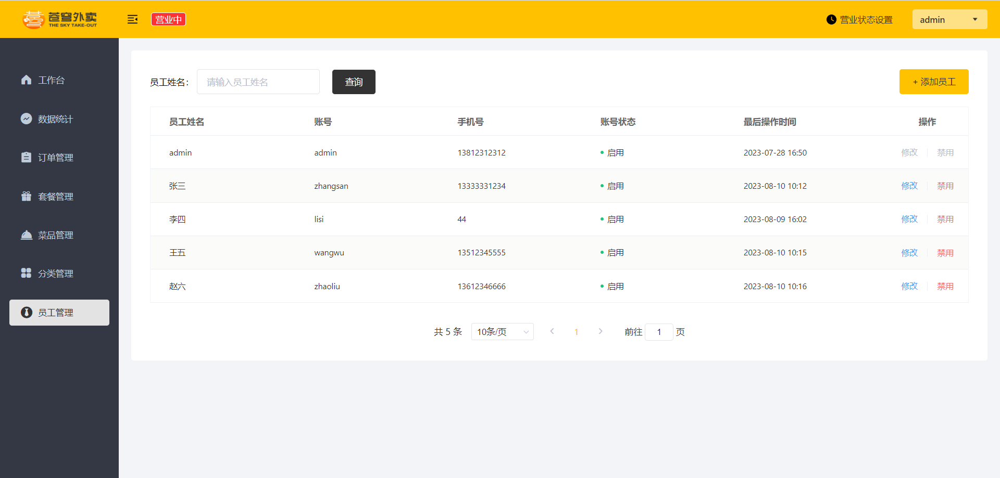 苍穹外卖
THE SKY TAKE-OUT
营业中
营业状态设置
admin
工作台
数据统计
订单管理
套餐管理
菜品管理
分类管理
员工管理
员工姓名： 请输入员工姓名 查询 + 添加员工
员工姓名 账号 手机号 账号状态 最后操作时间 操作
admin admin 13812312312 启用 2023-07-28 16:50 修改 禁用
张三 zhangsan 13333331234 启用 2023-08-10 10:12 修改 禁用
李四 lisi 44 启用 2023-08-09 16:02 修改 禁用
王五 wangwu 13512345555 启用 2023-08-10 10:15 修改 禁用
赵六 zhaoliu 13612346666 启用 2023-08-10 10:16 修改 禁用
共 5 条 10条/页 1 前往 1 页